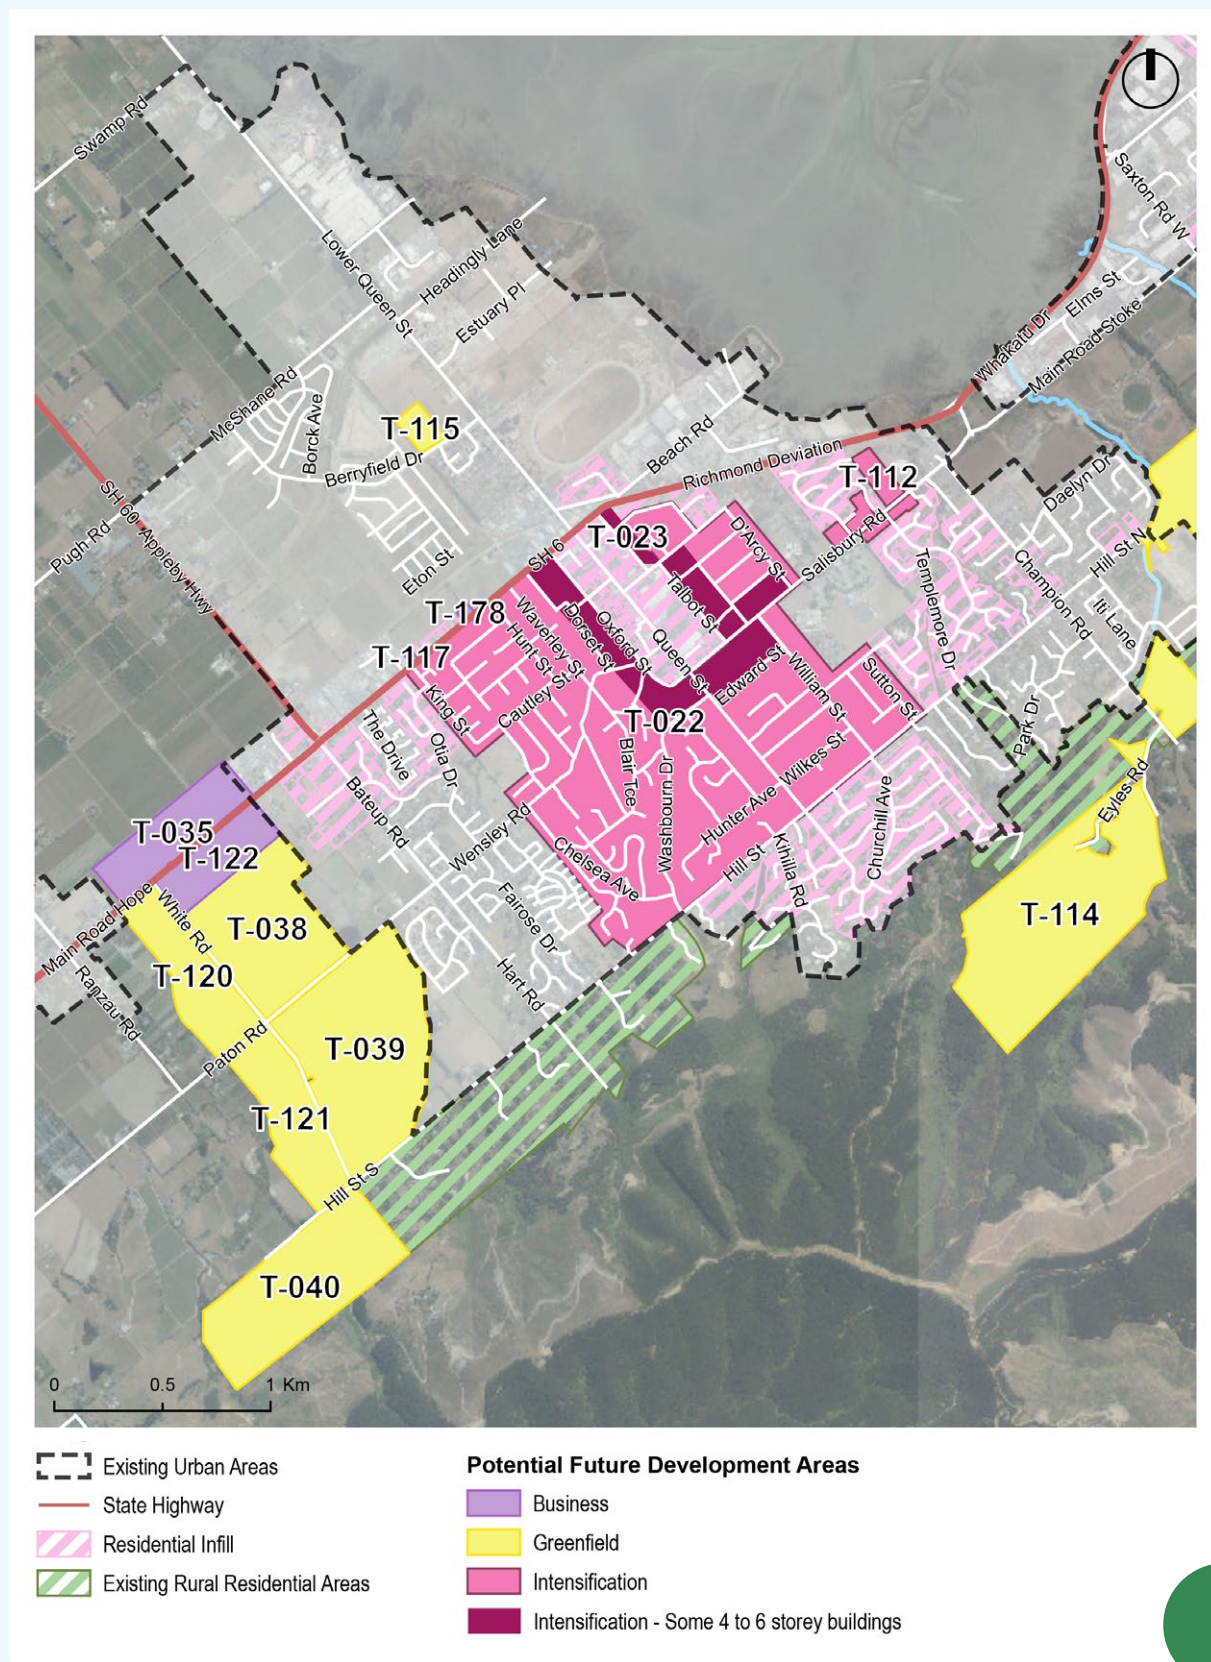 Swamp Rd
Saxton Rd W
Headingly Lane
Lower Queen St
Estuary Pl
Elms St
Whakatu Dr
Main Road Stoke
McShane Rd
Borck Ave
T-115
Berryfield Dr
Beach Rd
Richmond Deviation
T-112
Daelyn Dr
SH 60 Appleby Hwy
Pugh Rd
T-023
D'Arcy St
Salisbury Rd
Hill St N
SH 6
Eton St
Talbot St
Templemore Dr
Champion Rd
Iti Lane
T-178
Waverley St
Hunt St
Dorset St
Oxford St
Queen St
Edward St
William St
Sutton St
T-117
King St
Cautley St
T-022
Park Dr
The Drive
Otia Dr
Blair Tce
Washbourn Dr
Wilkes St
Hunter Ave
Bateup Rd
Wensley Rd
Chelsea Ave
Hill St
Kihilla Rd
Churchill Ave
Eyles Rd
T-035
T-122
Main Road Hope
White Rd
T-038
Fairose Dr
T-114
T-120
Ranzau Rd
Hart Rd
Paton Rd
T-039
T-121
Hill St S
T-040
0 0.5 1 Km
Existing Urban Areas
State Highway
Residential Infill
Existing Rural Residential Areas
Potential Future Development Areas
Business
Greenfield
Intensification
Intensification - Some 4 to 6 storey buildings